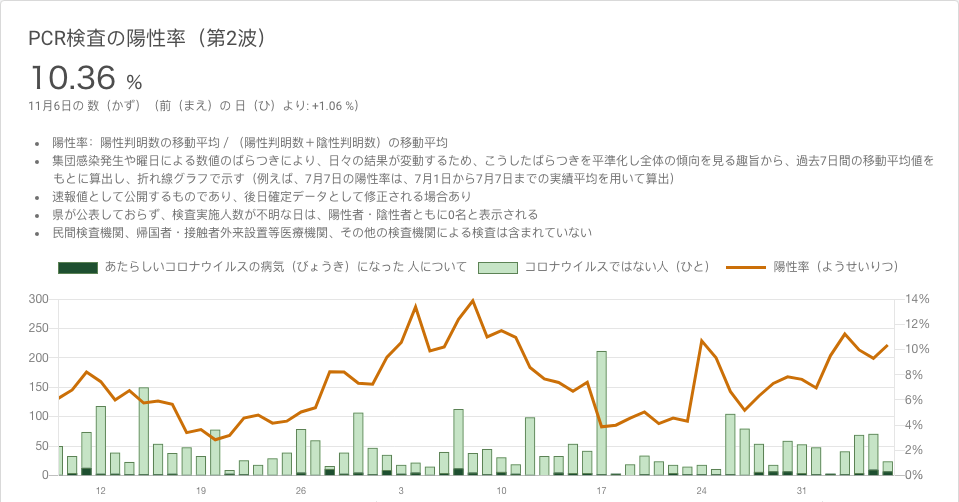 PCR検査の陽性率（第2波）
10.36 %
11月6日の 数（かず）（前（まえ）の 日（ひ）より: +1.06 %）
• 陽性率：陽性判明数の移動平均 / （陽性判明数＋陰性判明数）の移動平均
• 集団感染発生や曜日による数値のばらつきにより、日々の結果が変動するため、こうしたばらつきを平準化し全体の傾向を見る趣旨から、過去7日間の移動平均値を
もとに算出し、折れ線グラフで示す（例えば、7月7日の陽性率は、7月1日から7月7日までの実績平均を用いて算出）
• 速報値として公開するものであり、後日確定データとして修正される場合あり
• 県が公表しておらず、検査実施人数が不明な日は、陽性者・陰性者ともに0名と表示される
• 民間検査機関、帰国者・接触者外来設置等医療機関、その他の検査機関による検査は含まれていない
あたらしいコロナウイルスの病気（びょうき）になった 人について コロナウイルスではない人（ひと） 陽性率（ようせいりつ）
300 14%
12%
250
10%
200
8%
150
6%
100
4%
50
2%
0 0%
12 19 26 3 10 17 24 31